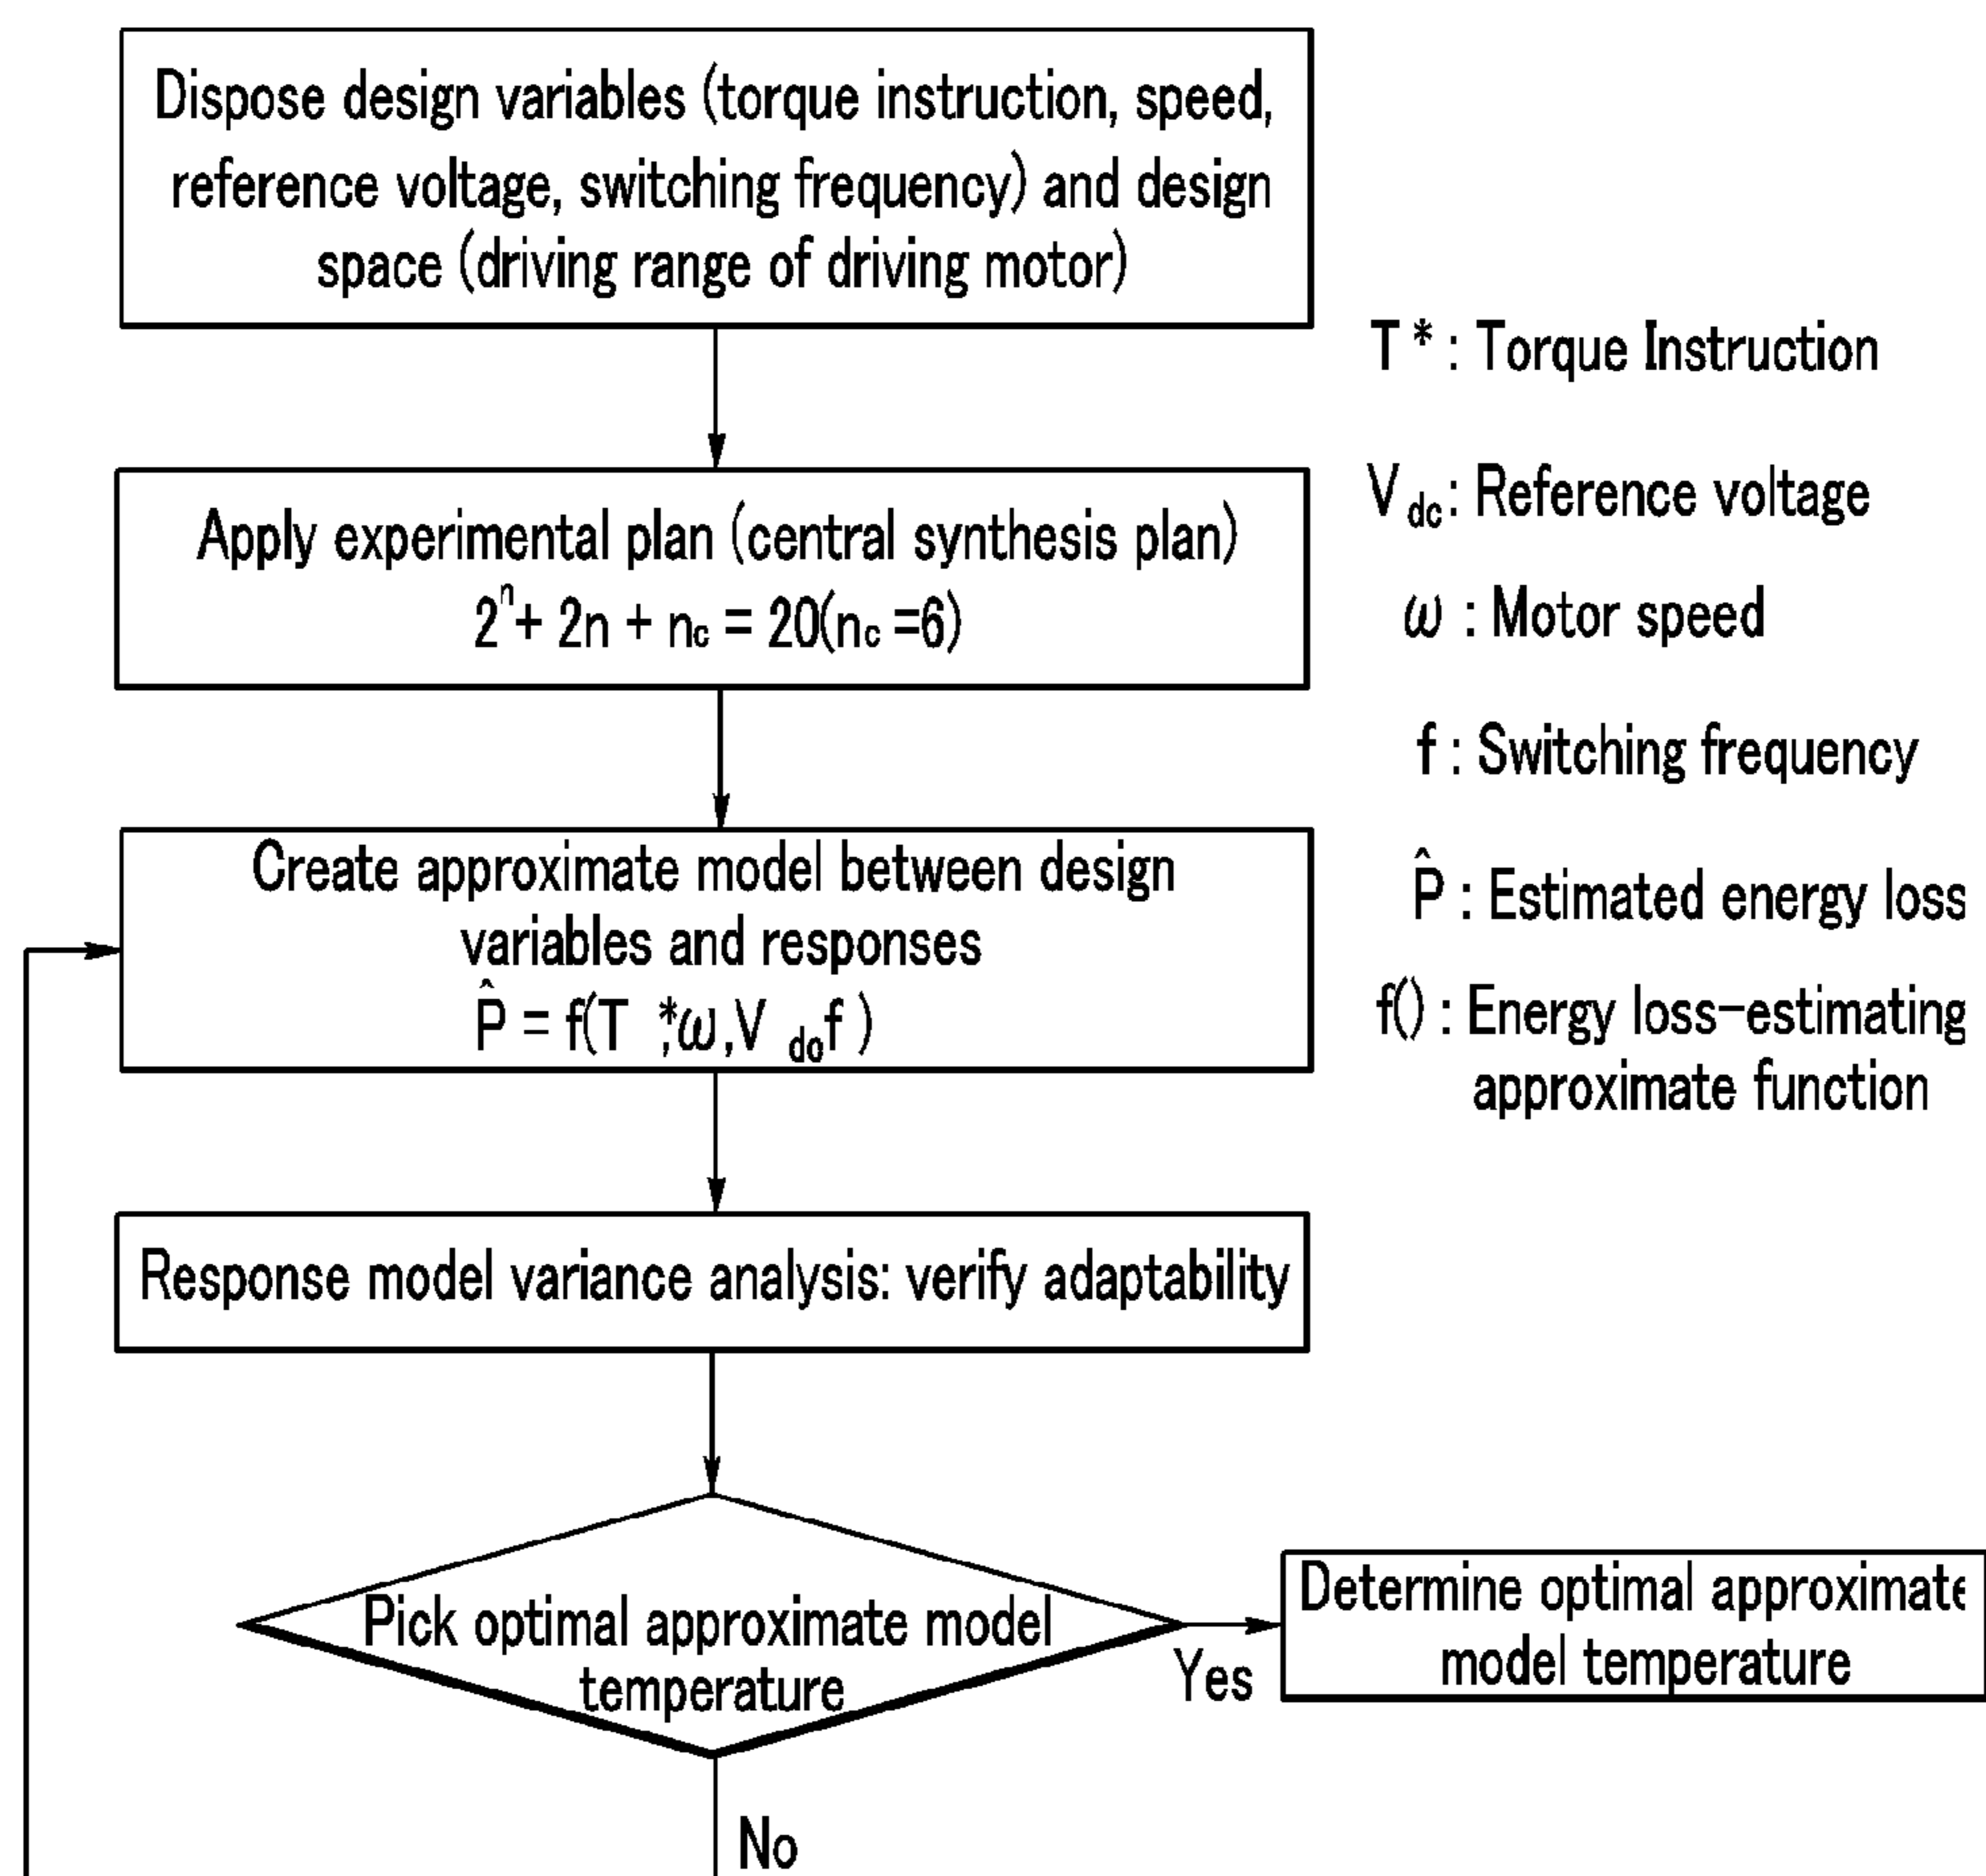 Dispose design variables (torque instruction, speed,
reference voltage, switching frequency) and design
space (driving range of driving motor)
T * : Torque Instruction
V dc : Reference voltage
Apply experimental plan (central synthesis plan)
2ⁿ + 2n + nc = 20(nc =6)
ω : Motor speed
f : Switching frequency
Create approximate model between design
variables and responses
P̂ = f(T *,ω,V dc f )
P̂ : Estimated energy loss
f() : Energy loss-estimating
approximate function
Response model variance analysis: verify adaptability
Pick optimal approximate model
temperature
Yes
Determine optimal approximate
model temperature
No